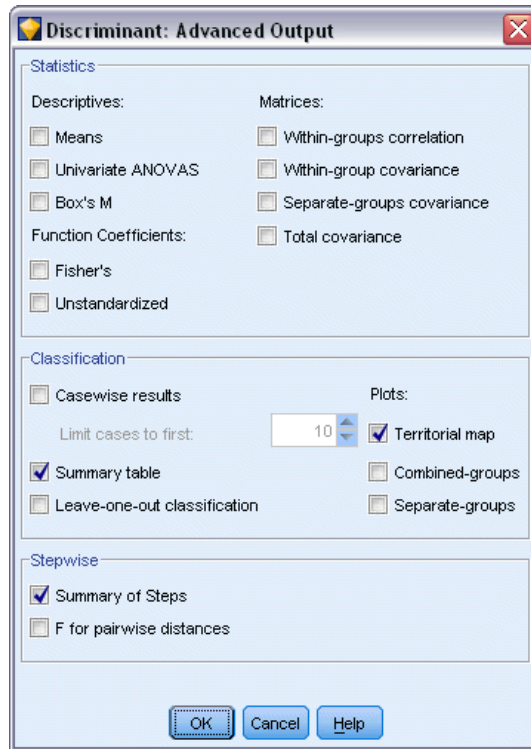 Discriminant: Advanced Output
Statistics
Descriptives:
Means
Univariate ANOVAS
Box's M
Function Coefficients:
Fisher's
Unstandardized
Matrices:
Within-groups correlation
Within-group covariance
Separate-groups covariance
Total covariance
Classification
Casewise results
Limit cases to first:
10
Summary table
Leave-one-out classification
Plots:
Territorial map
Combined-groups
Separate-groups
Stepwise
Summary of Steps
F for pairwise distances
OK
Cancel
Help